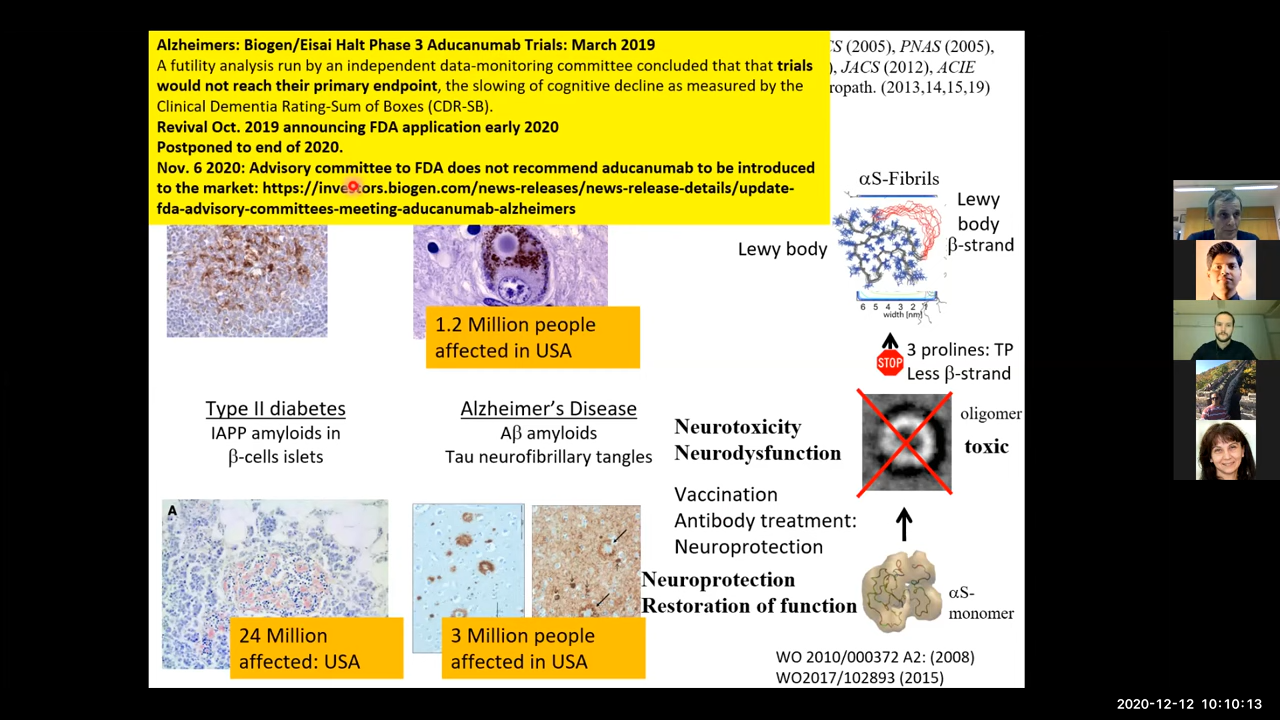 Alzheimers: Biogen/Eisai Halt Phase 3 Aducanumab Trials: March 2019
A futility analysis run by an independent data-monitoring committee concluded that that trials
would not reach their primary endpoint, the slowing of cognitive decline as measured by the
Clinical Dementia Rating-Sum of Boxes (CDR-SB).
Revival Oct. 2019 announcing FDA application early 2020
Postponed to end of 2020.
Nov. 6 2020: Advisory committee to FDA does not recommend aducanumab to be introduced
to the market: https://investors.biogen.com/news-releases/news-release-details/update-
fda-advisory-committees-meeting-aducanumab-alzheimers
CS (2005), PNAS (2005),
), JACS (2012), ACIE
ropath. (2013,14,15,19)
αS-Fibrils
Lewy
body
β-strand
Lewy body
6 5 4 3 2 1
width [nm]
1.2 Million people
affected in USA
STOP
3 prolines: TP
Less β-strand
Type II diabetes
IAPP amyloids in
β-cells islets
Alzheimer's Disease
Aβ amyloids
Tau neurofibrillary tangles
Neurotoxicity
Neurodysfunction
oligomer
toxic
Vaccination
Antibody treatment:
Neuroprotection
Neuroprotection
Restoration of function
αS-
monomer
A
24 Million
affected: USA
3 Million people
affected in USA
WO 2010/000372 A2: (2008)
WO2017/102893 (2015)
2020-12-12 10:10:13